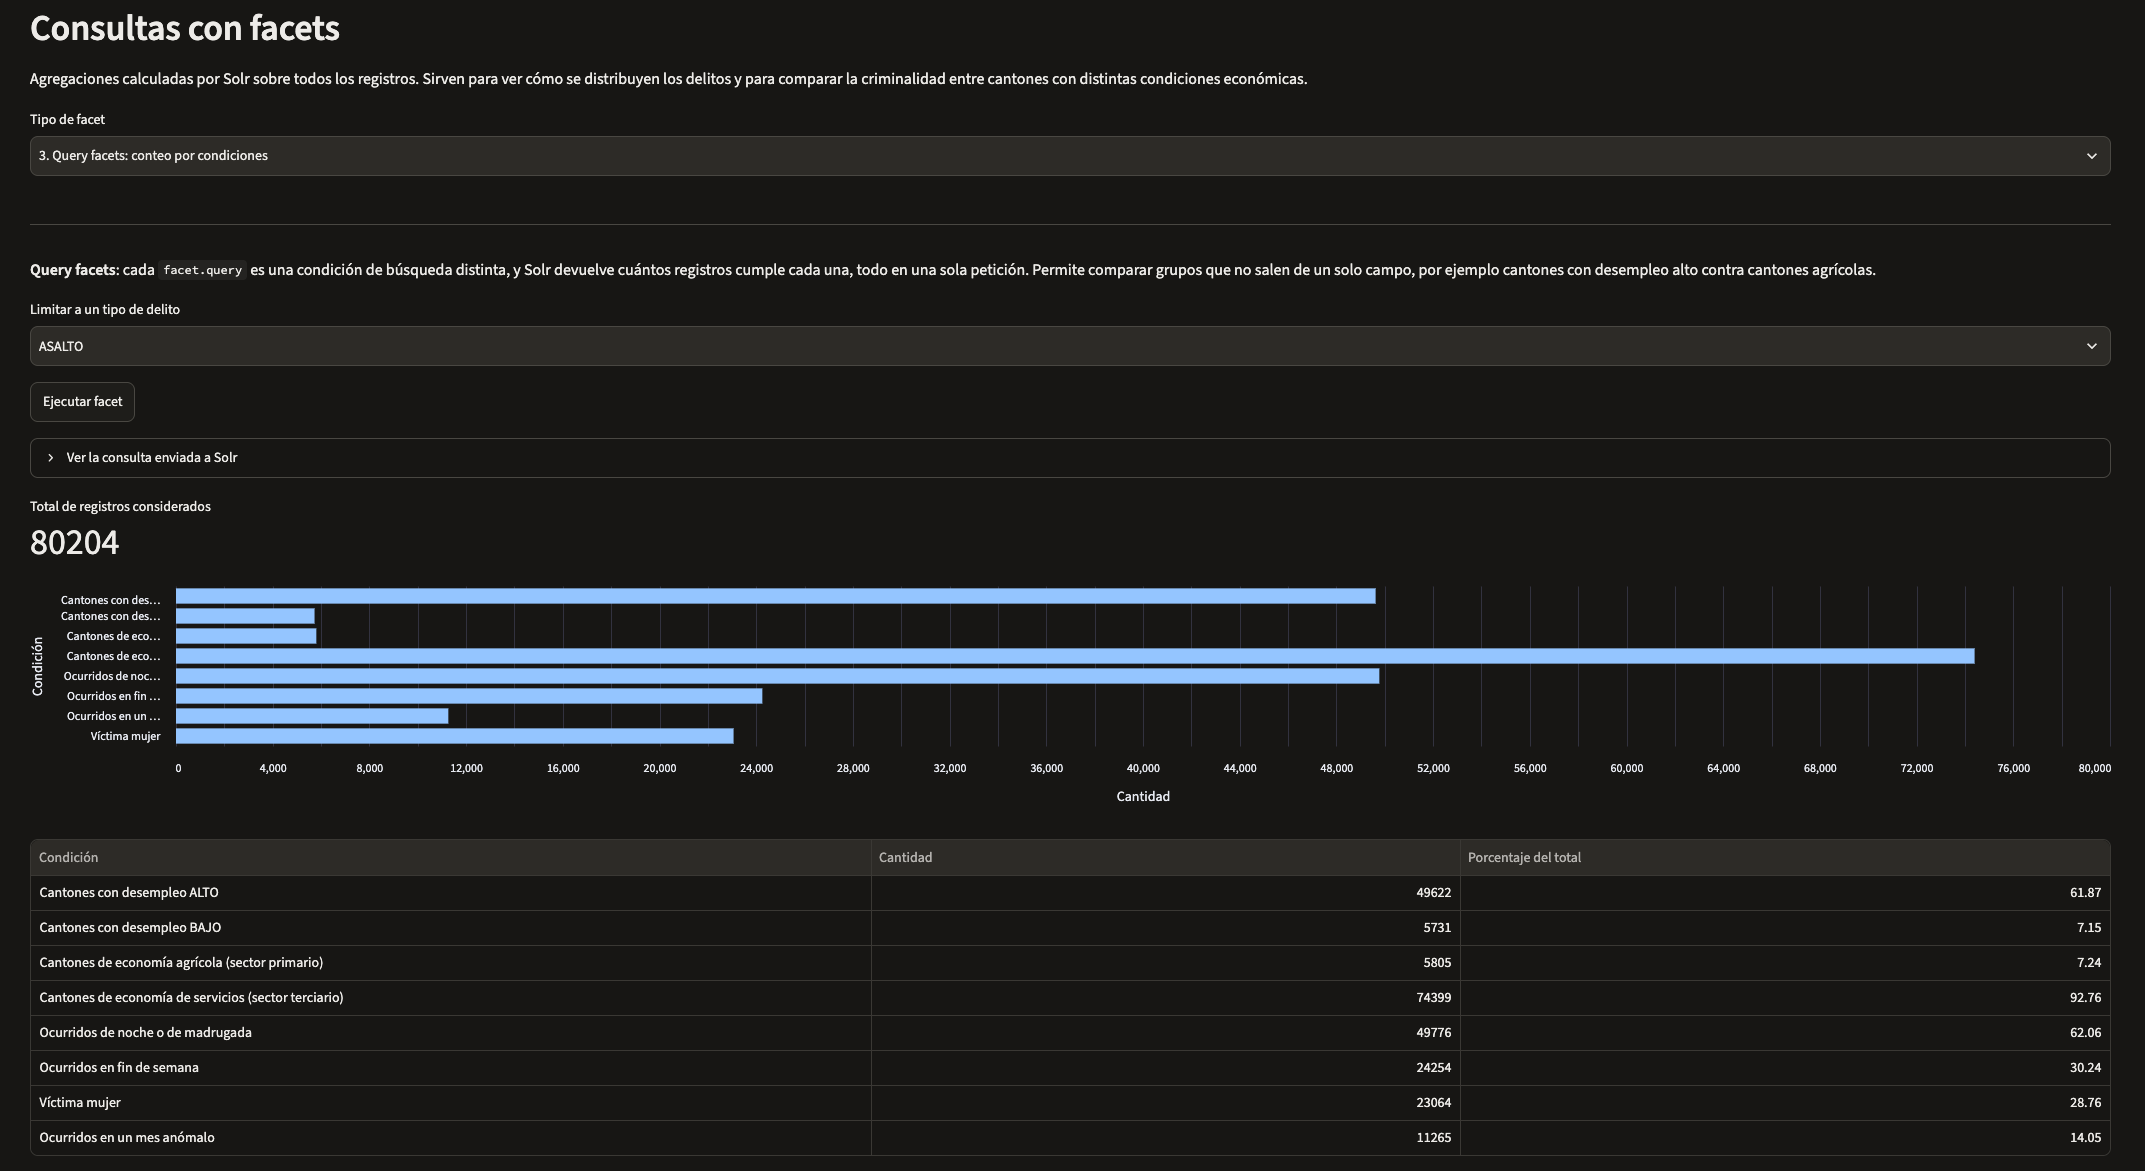 Consultas con facets
Agregaciones calculadas por Solr sobre todos los registros. Sirven para ver cómo se distribuyen los delitos y para comparar la criminalidad entre cantones con distintas condiciones económicas.
Tipo de facet
3. Query facets: conteo por condiciones
Query facets: cada facet.query es una condición de búsqueda distinta, y Solr devuelve cuántos registros cumple cada una, todo en una sola petición. Permite comparar grupos que no salen de un solo campo, por ejemplo cantones con desempleo alto contra cantones agrícolas.
Limitar a un tipo de delito
ASALTO
Ejecutar facet
Ver la consulta enviada a Solr
Total de registros considerados
80204
Condición
Cantones con des…
Cantones con des…
Cantones de eco…
Cantones de eco…
Ocurridos de noc…
Ocurridos en fin …
Ocurridos en un …
Víctima mujer
0 4,000 8,000 12,000 16,000 20,000 24,000 28,000 32,000 36,000 40,000 44,000 48,000 52,000 56,000 60,000 64,000 68,000 72,000 76,000 80,000
Cantidad
Condición Cantidad Porcentaje del total
Cantones con desempleo ALTO 49622 61.87
Cantones con desempleo BAJO 5731 7.15
Cantones de economía agrícola (sector primario) 5805 7.24
Cantones de economía de servicios (sector terciario) 74399 92.76
Ocurridos de noche o de madrugada 49776 62.06
Ocurridos en fin de semana 24254 30.24
Víctima mujer 23064 28.76
Ocurridos en un mes anómalo 11265 14.05